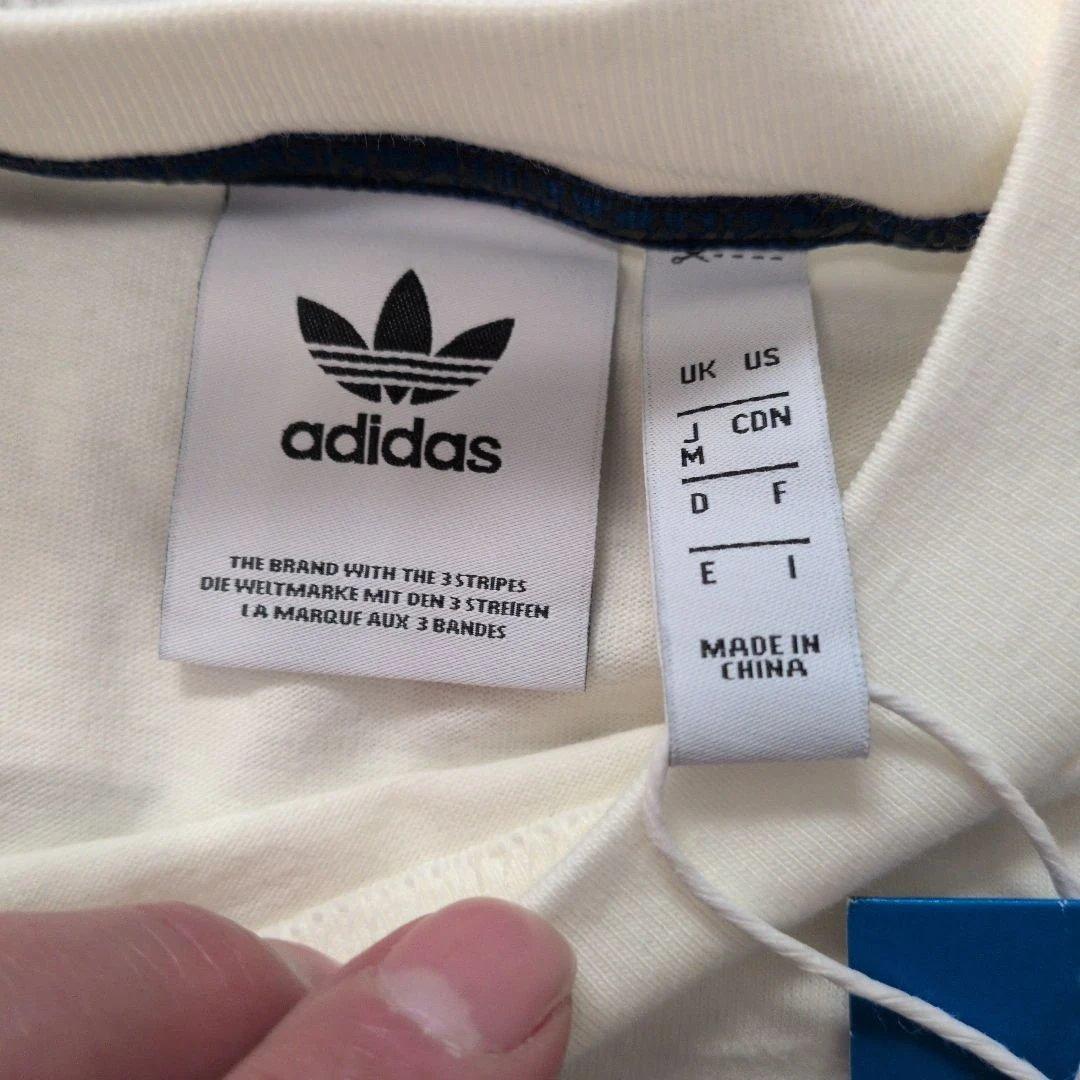 adidas
THE BRAND WITH THE 3 STRIPES
DIE WELTMARKE MIT DEN 3 STREIFEN
LA MARQUE AUX 3 BANDES
UK US
J CDN
M
D F
E I
MADE IN
CHINA